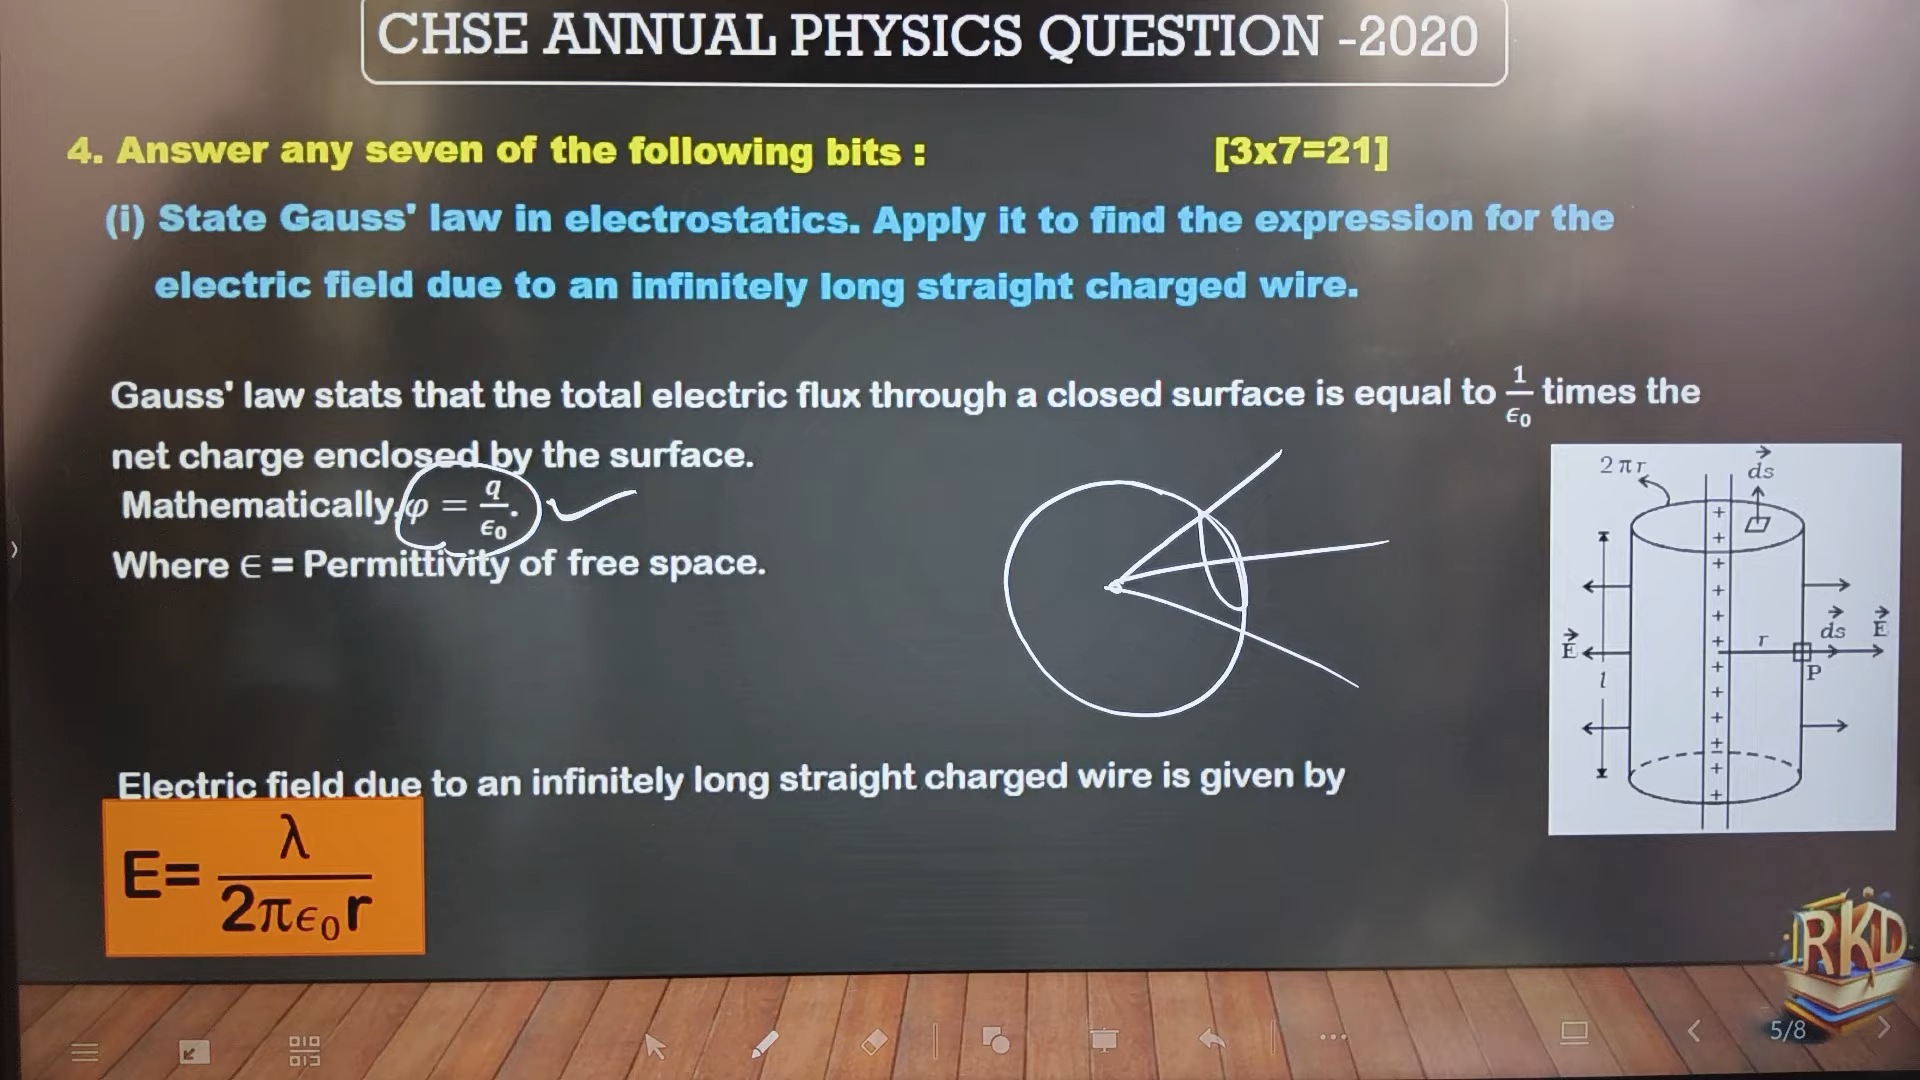 CHSE ANNUAL PHYSICS QUESTION -2020
4. Answer any seven of the following bits : [3x7=21]
(i) State Gauss' law in electrostatics. Apply it to find the expression for the
electric field due to an infinitely long straight charged wire.
Gauss' law stats that the total electric flux through a closed surface is equal to 1/ϵ₀ times the
net charge enclosed by the surface.
Mathematically, φ = q/ϵ₀.
Where ∈ = Permittivity of free space.
2πr
ds
E
l
r
ds
E
P
Electric field due to an infinitely long straight charged wire is given by
E= λ/2πϵ₀r
RKD
5/8